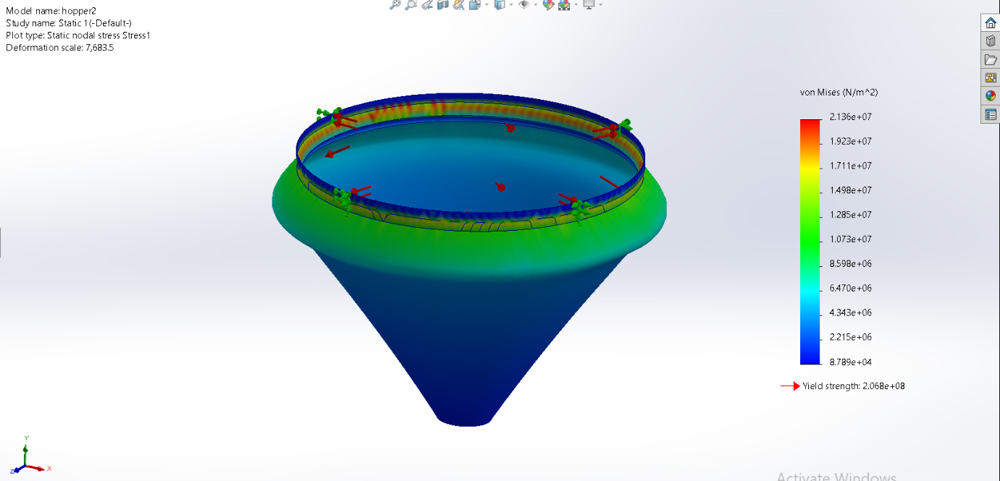 Model name: hopper2
Study name: Static 1(-Default-)
Plot type: Static nodal stress Stress1
Deformation scale: 7,683.5
von Mises (N/m^2)
2.136e+07
1.923e+07
1.711e+07
1.498e+07
1.285e+07
1.073e+07
8.598e+06
6.470e+06
4.343e+06
2.215e+06
8.789e+04
Yield strength: 2.068e+08
Y
Z
X
Activate Windows